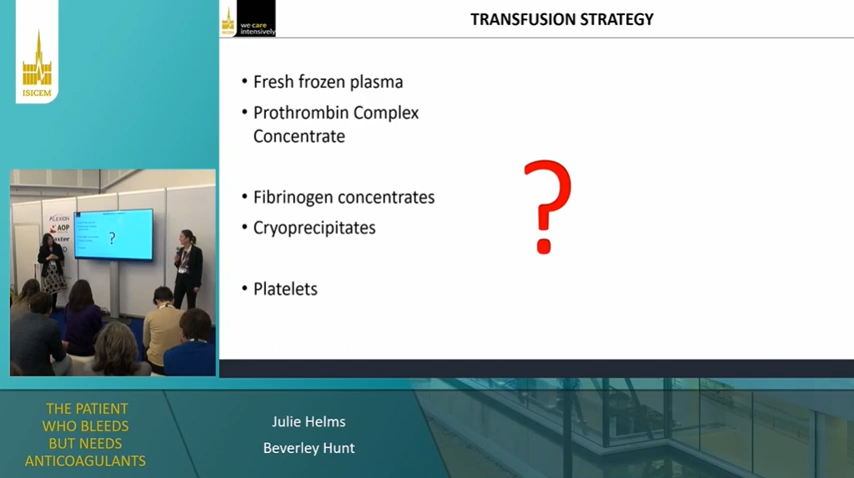 ISICEM
we care
intensively
TRANSFUSION STRATEGY
• Fresh frozen plasma
• Prothrombin Complex
Concentrate
• Fibrinogen concentrates
• Cryoprecipitates
• Platelets
?
AOP
?
THE PATIENT
WHO BLEEDS
BUT NEEDS
ANTICOAGULANTS
Julie Helms
Beverley Hunt